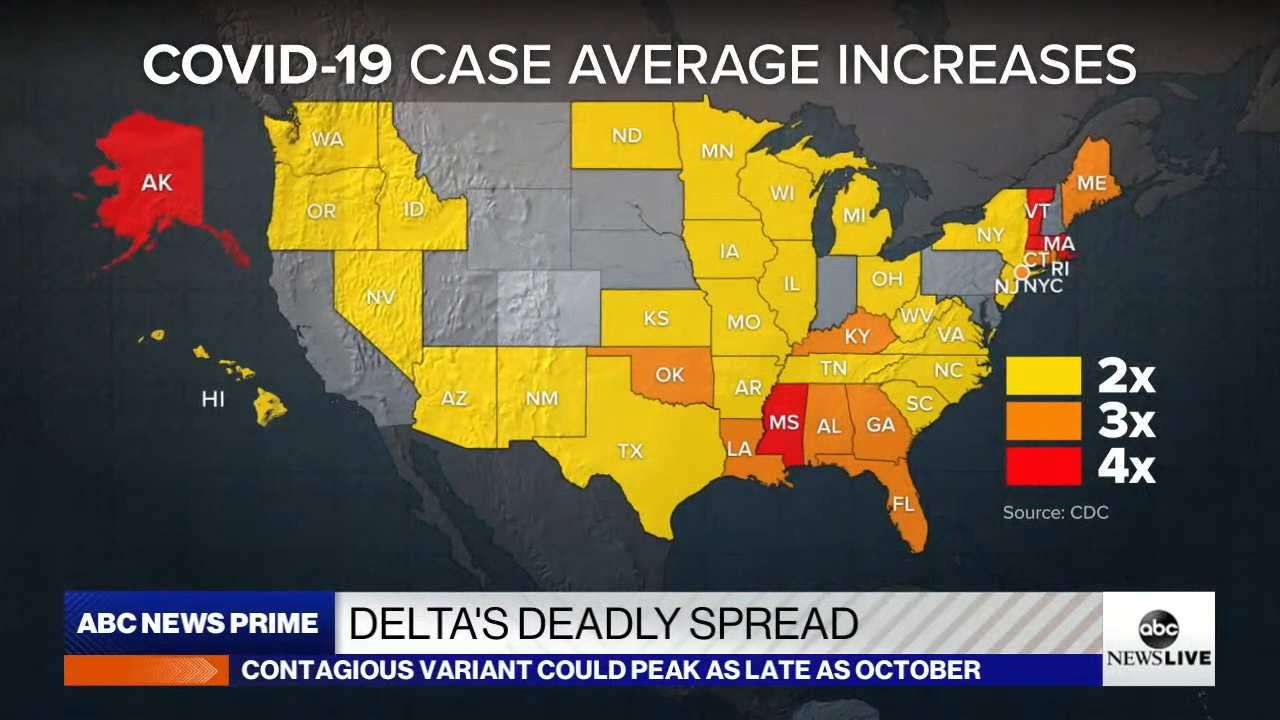 COVID-19 CASE AVERAGE INCREASES
AK
WA
OR
ID
NV
HI
AZ
NM
ND
MN
WI
MI
IA
IL
OH
KS
MO
KY
WV
VA
OK
AR
TN
NC
SC
TX
LA
MS
AL
GA
FL
ME
VT
NY
MA
CT
RI
NJ
NYC
2x
3x
4x
Source: CDC
ABC NEWS PRIME
DELTA'S DEADLY SPREAD
CONTAGIOUS VARIANT COULD PEAK AS LATE AS OCTOBER
abc
NEWSLIVE